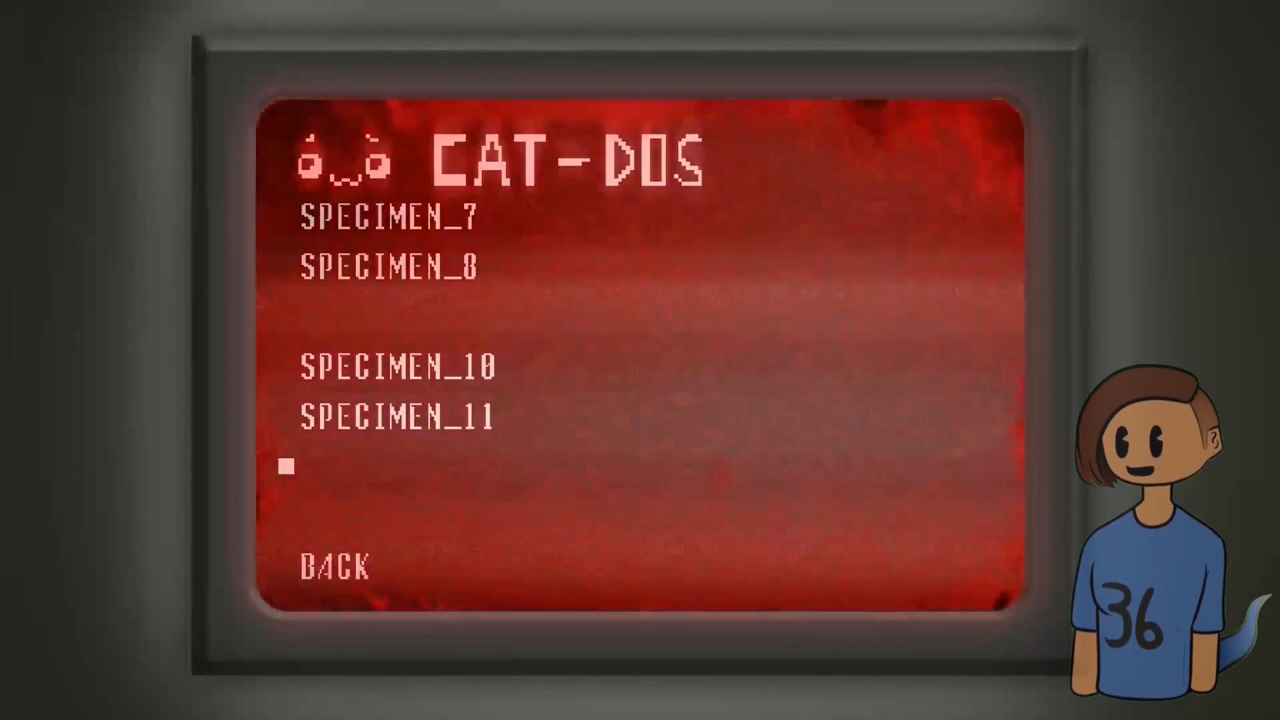 CAT-DOS
SPECIMEN_7
SPECIMEN_8
SPECIMEN_10
SPECIMEN_11
BACK
36